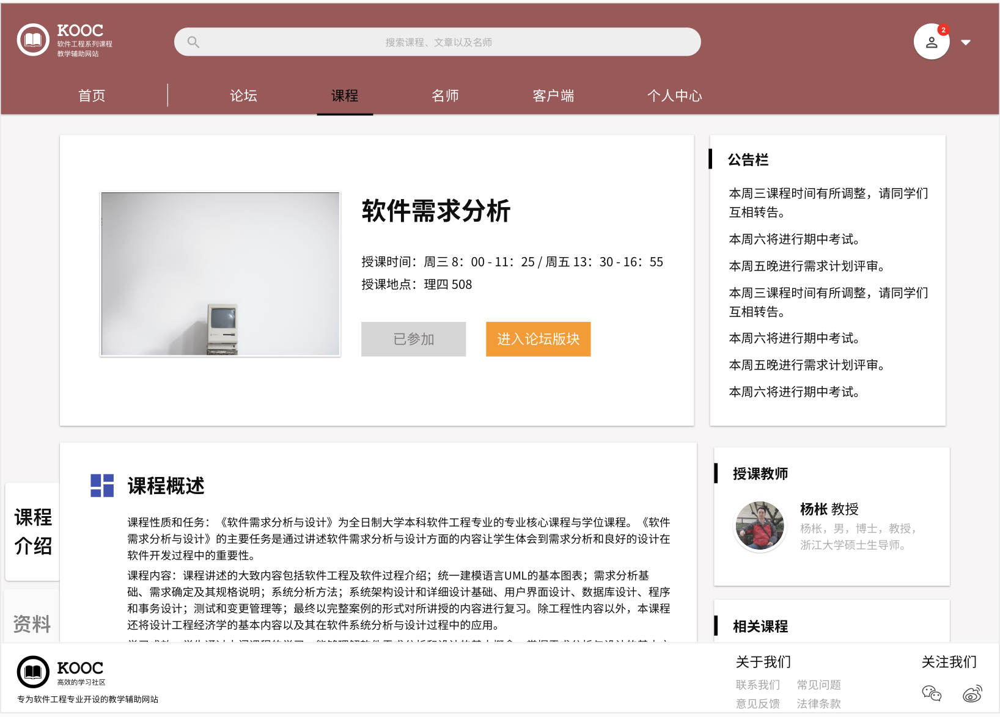 KOOC
软件工程系列课程
教学辅助网站
搜索课程、文章以及名师
2
首页
论坛
课程
名师
客户端
个人中心
软件需求分析
授课时间：周三 8：00 - 11：25 / 周五 13：30 - 16：55
授课地点：理四 508
已参加
进入论坛版块
公告栏
本周三课程时间有所调整，请同学们
互相转告。
本周六将进行期中考试。
本周五晚进行需求计划评审。
本周三课程时间有所调整，请同学们
互相转告。
本周六将进行期中考试。
本周五晚进行需求计划评审。
本周六将进行期中考试。
课程
介绍
资料
课程概述
课程性质和任务：《软件需求分析与设计》为全日制大学本科软件工程专业的专业核心课程与学位课程。《软件
需求分析与设计》的主要任务是通过讲述软件需求分析与设计方面的内容让学生体会到需求分析和良好的设计在
软件开发过程中的重要性。
课程内容：课程讲述的大致内容包括软件工程及软件过程介绍；统一建模语言UML的基本图表；需求分析基
础、需求确定及其规格说明；系统分析方法；系统架构设计和详细设计基础、用户界面设计、数据库设计、程序
和事务设计；测试和变更管理等；最终以完整案例的形式对所讲授的内容进行复习。除工程性内容以外，本课程
还将设计工程经济学的基本内容以及其在软件系统分析与设计过程中的应用。
授课教师
杨枨 教授
杨枨，男，博士，教授，
浙江大学硕士生导师。
相关课程
KOOC
高效的学习社区
专为软件工程专业开设的教学辅助网站
关于我们
联系我们 常见问题
意见反馈 法律条款
关注我们